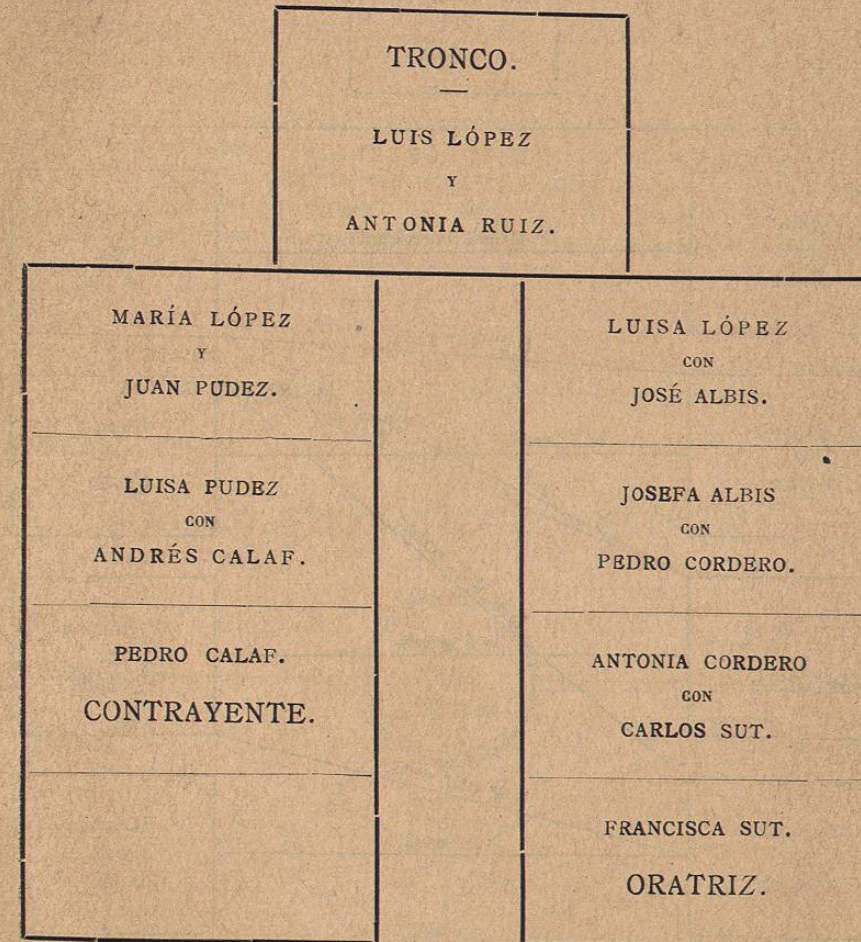 TRONCO.
LUIS LÓPEZ
Y
ANTONIA RUIZ.
MARÍA LÓPEZ
Y
JUAN PUDEZ.
LUISA PUDEZ
CON
ANDRÉS CALAF.
PEDRO CALAF.
CONTRAYENTE.
LUISA LÓPEZ
CON
JOSÉ ALBIS.
JOSEFA ALBIS
CON
PEDRO CORDERO.
ANTONIA CORDERO
CON
CARLOS SUT.
FRANCISCA SUT.
ORATRIZ.